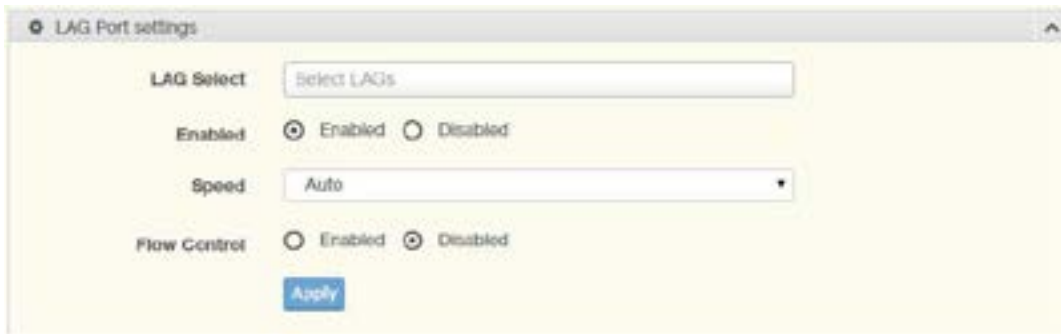 LAG Port settings
LAG Select Select LAGs
Enabled Enabled Disabled
Speed Auto
Flow Control Enabled Disabled
Apply